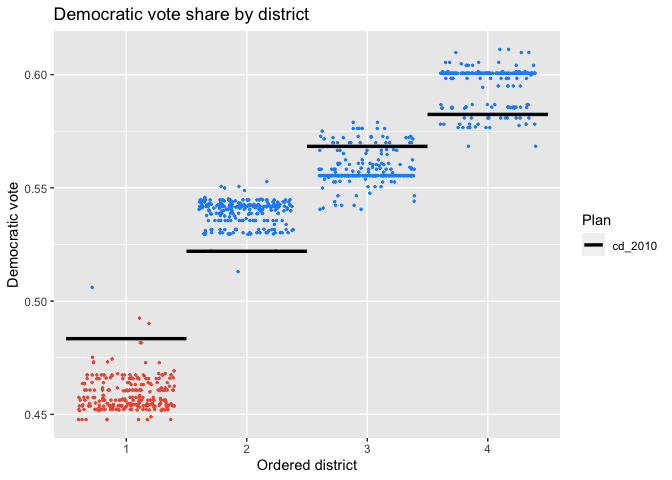 Democratic vote share by district
Democratic vote
0.60
0.55
0.50
0.45
1 2 3 4
Ordered district
Plan
cd_2010